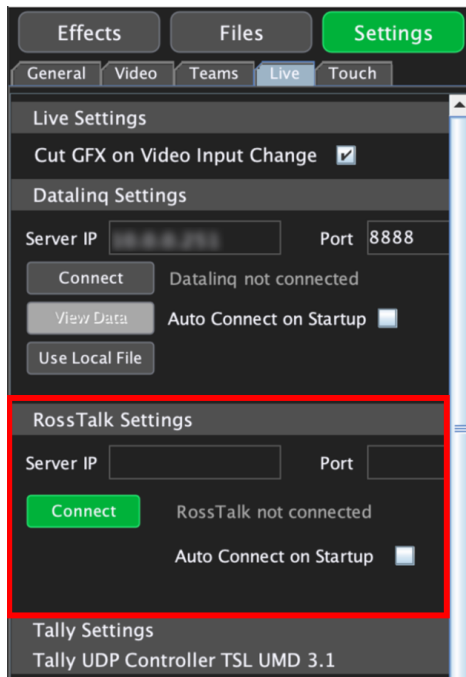 Effects Files Settings
General Video Teams Live Touch
Live Settings
Cut GFX on Video Input Change
Datalinq Settings
Server IP Port 8888
Connect Datalinq not connected
View Data Auto Connect on Startup
Use Local File
RossTalk Settings
Server IP Port
Connect RossTalk not connected
Auto Connect on Startup
Tally Settings
Tally UDP Controller TSL UMD 3.1